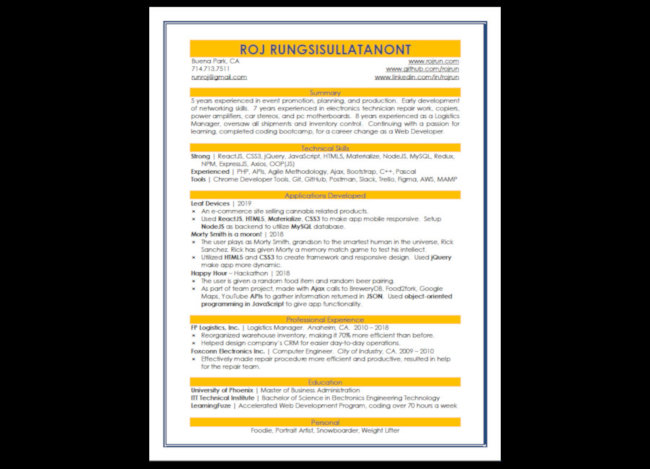 ROJ RUNGSISULLATANONT
Buena Park, CA www.rojrun.com
714.713.7511 www.github.com/rojrun
runroj@gmail.com www.linkedin.com/in/rojrun
Summary
5 years experienced in event promotion, planning, and production. Early development
of networking skills. 7 years experienced in electronics technician repair work, copiers,
power amplifiers, car stereos, and pc motherboards. 8 years experienced as a Logistics
Manager, oversaw all shipments and inventory control. Continuing with a passion for
learning, completed coding bootcamp, for a career change as a Web Developer.
Technical Skills
Strong | ReactJS, CSS3, jQuery, JavaScript, HTML5, Materialize, NodeJS, MySQL, Redux,
NPM, ExpressJS, Axios, OOP(JS)
Experienced | PHP, APIs, Agile Methodology, Ajax, Bootstrap, C++, Pascal
Tools | Chrome Developer Tools, Git, GitHub, Postman, Slack, Trello, Figma, AWS, MAMP
Applications Developed
Leaf Devices | 2019
× An e-commerce site selling cannabis related products.
× Used ReactJS, HTML5, Materialize, CSS3 to make app mobile responsive. Setup
NodeJS as backend to utilize MySQL database.
Morty Smith is a moron! | 2018
× The user plays as Morty Smith, grandson to the smartest human in the universe, Rick
Sanchez. Rick has given Morty a memory match game to test his intellect.
× Utilized HTML5 and CSS3 to create framework and responsive design. Used jQuery
make app more dynamic.
Happy Hour – Hackathon | 2018
× The user is given a random food item and random beer pairing.
× As part of team project, made with Ajax calls to BreweryDB, Food2fork, Google
Maps, YouTube APIs to gather information returned in JSON. Used object-oriented
programming in JavaScript to give app functionality.
Professional Experience
FP Logistics, Inc. | Logistics Manager, Anaheim, CA. 2010 – 2018
× Reorganized warehouse inventory, making it 70% more efficient than before.
× Helped design company's CRM for easier day-to-day operations.
Foxconn Electronics Inc. | Computer Engineer. City of Industry, CA. 2009 – 2010
× Effectively made repair procedure more efficient and productive, resulted in help
for the repair team.
Education
University of Phoenix | Master of Business Administration
ITT Technical Institute | Bachelor of Science in Electronics Engineering Technology
LearningFuze | Accelerated Web Development Program, coding over 70 hours a week
Personal
Foodie, Portrait Artist, Snowboarder, Weight Lifter